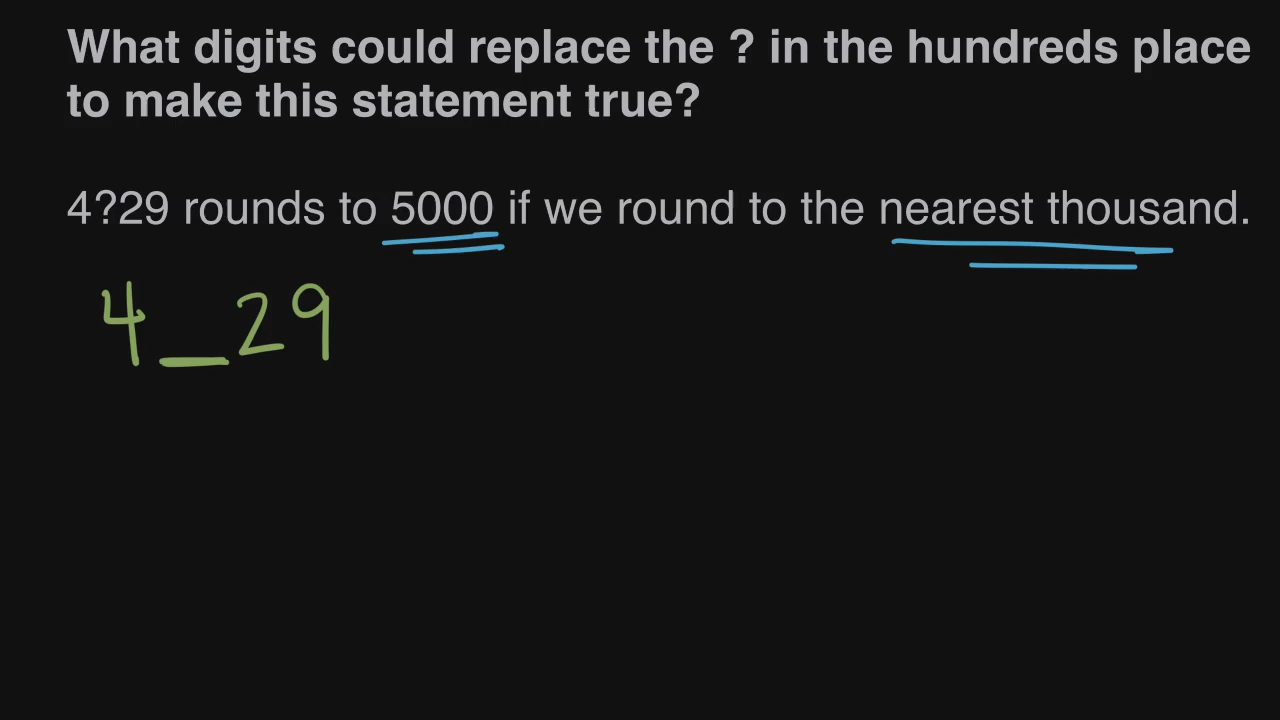 What digits could replace the ? in the hundreds place
to make this statement true?
4?29 rounds to 5000 if we round to the nearest thousand.
4_29